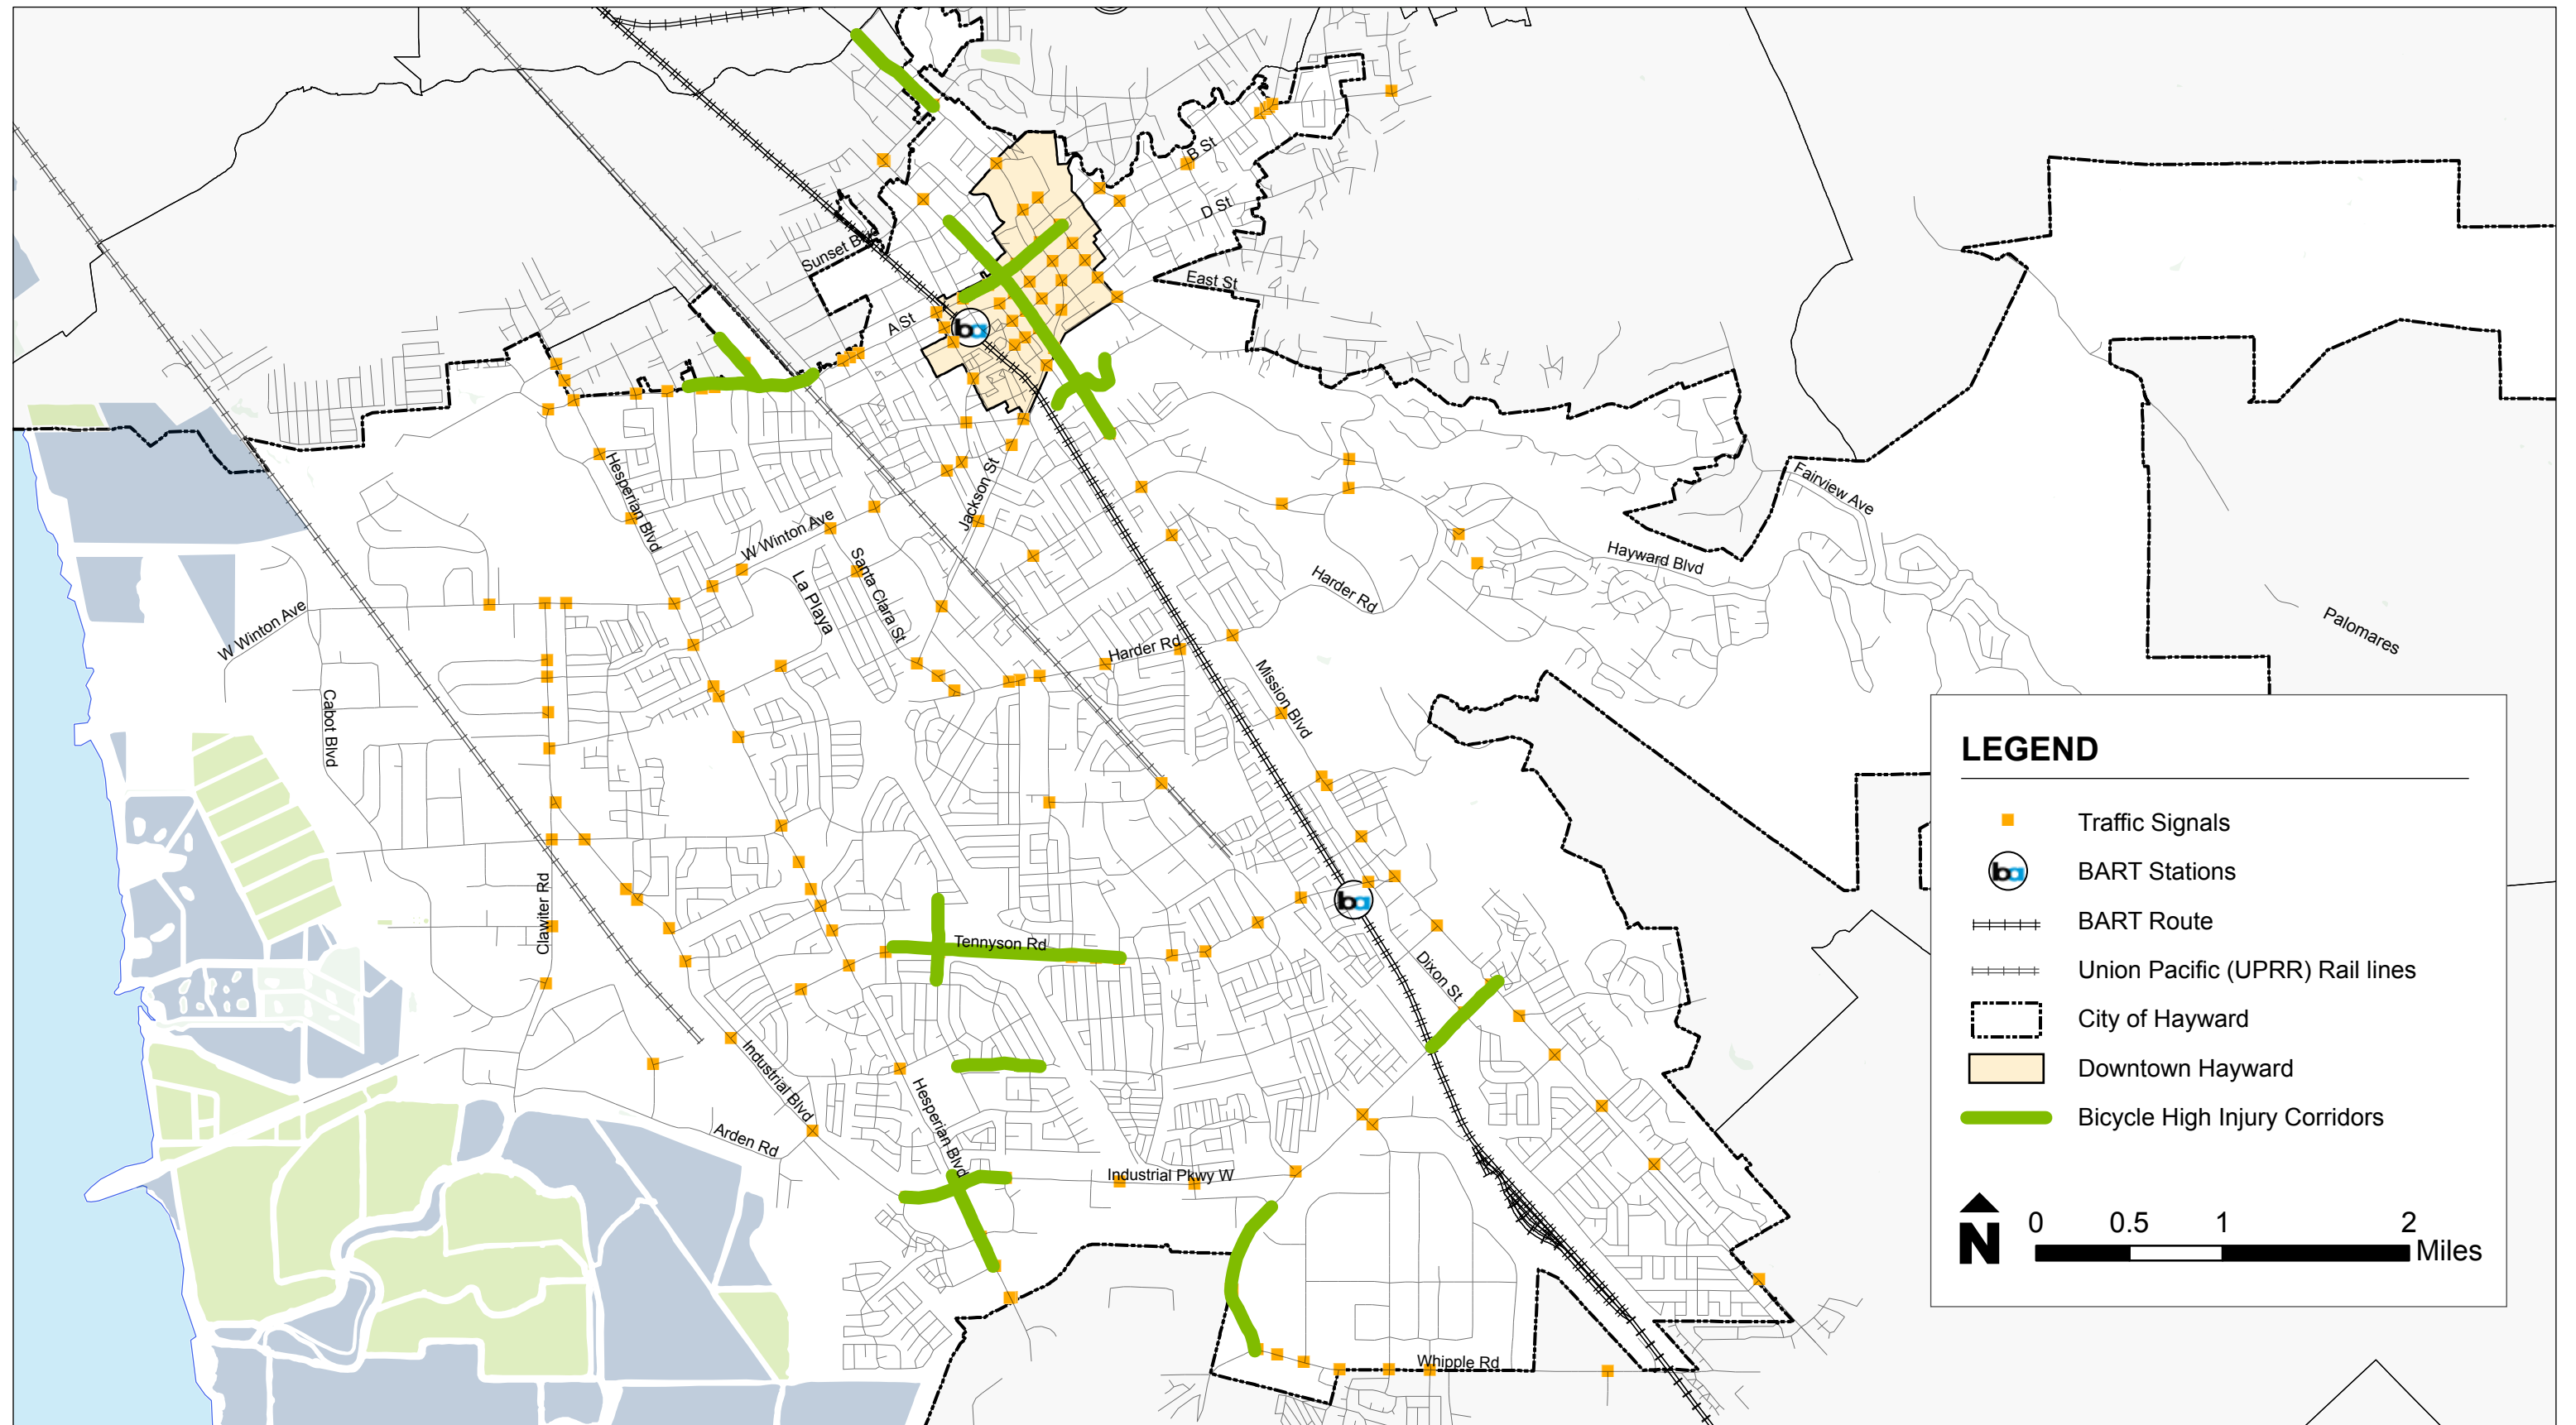 B St
D St
Sunset B
East St
A St
Hesperian Blvd
Jackson St
W Winton Ave
Fairview Ave
Hayward Blvd
Santa Clara St
La Playa
Harder Rd
W Winton Ave
Palomares
Harder Rd
Mission Blvd
Cabot Blvd
Clawiter Rd
Tennyson Rd
Dixon St
Industrial Blvd
Hesperian Blvd
Arden Rd
Industrial Pkwy W
Whipple Rd
ba
ba
LEGEND
Traffic Signals
ba BART Stations
BART Route
Union Pacific (UPRR) Rail lines
City of Hayward
Downtown Hayward
Bicycle High Injury Corridors
N
0 0.5 1 2
Miles